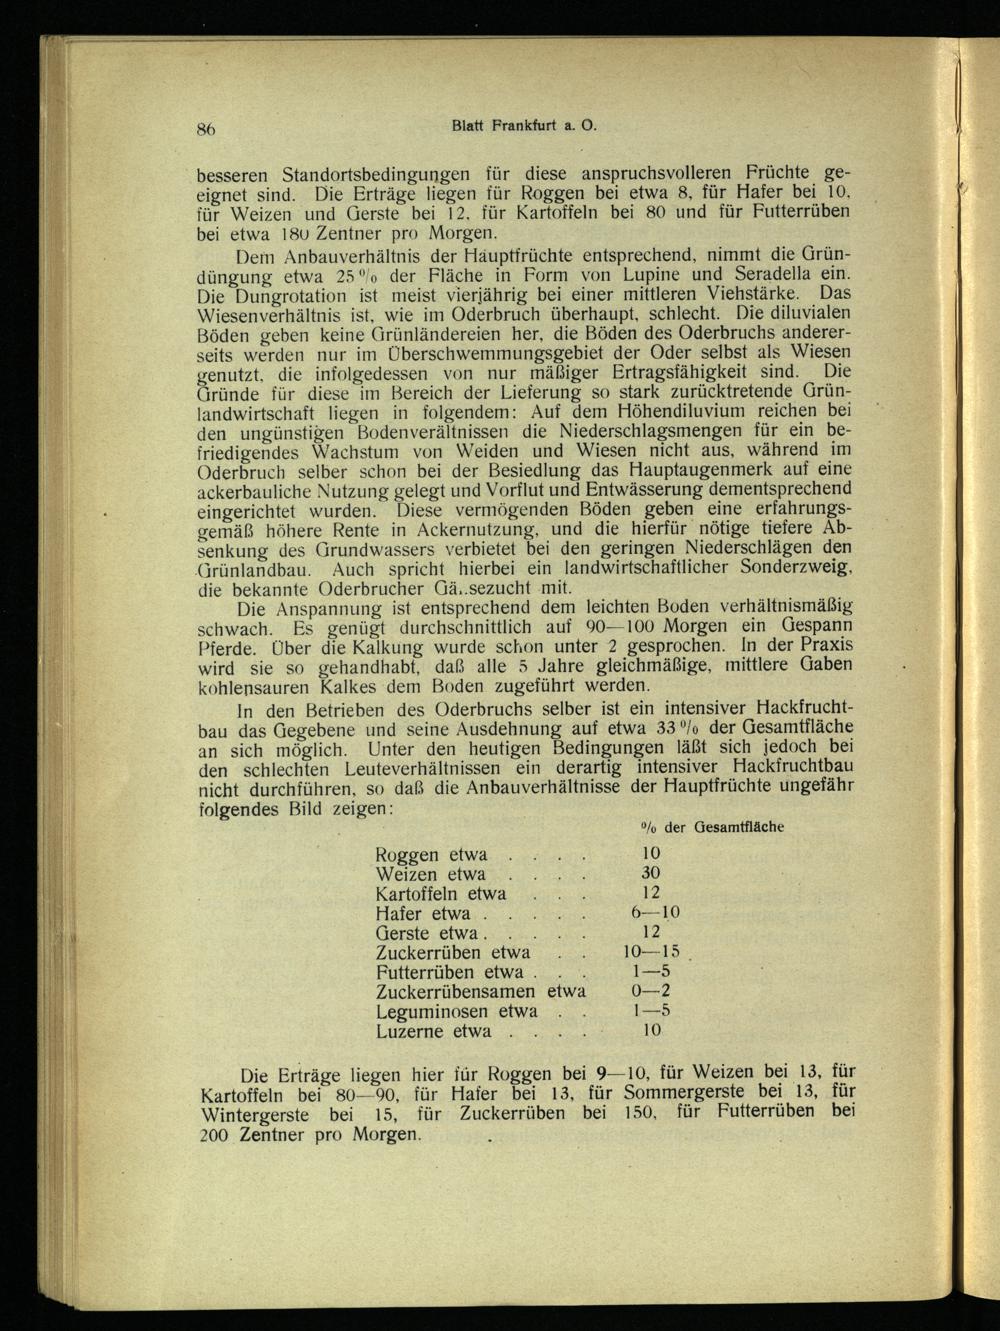 86
Blatt Frankfurt a. O.
besseren Standortsbedingungen für diese anspruchsvolleren Früchte ge-
eignet sind. Die Erträge liegen für Roggen bei etwa 8, für Hafer bei 10,
für Weizen und Gerste bei 12, für Kartoffeln bei 80 und für Futterrüben
bei etwa 180 Zentner pro Morgen.
Dem Anbauverhältnis der Hauptfrüchte entsprechend, nimmt die Grün-
düngung etwa 25 % der Fläche in Form von Lupine und Seradella ein.
Die Dungrotation ist meist vierjährig bei einer mittleren Viehstärke. Das
Wiesenverhältnis ist, wie im Oderbruch überhaupt, schlecht. Die diluvialen
Böden geben keine Grünländereien her, die Böden des Oderbruchs anderer-
seits werden nur im Überschwemmungsgebiet der Oder selbst als Wiesen
genutzt, die infolgedessen von nur mäßiger Ertragsfähigkeit sind. Die
Gründe für diese im Bereich der Lieferung so stark zurücktretende Grün-
landwirtschaft liegen in folgendem: Auf dem Höhendiluvium reichen bei
den ungünstigen Bodenverältnissen die Niederschlagsmengen für ein be-
friedigendes Wachstum von Weiden und Wiesen nicht aus, während im
Oderbruch selber schon bei der Besiedlung das Hauptaugenmerk auf eine
ackerbauliche Nutzung gelegt und Vorflut und Entwässerung dementsprechend
eingerichtet wurden. Diese vermögenden Böden geben eine erfahrungs-
gemäß höhere Rente in Ackernutzung, und die hierfür nötige tiefere Ab-
senkung des Grundwassers verbietet bei den geringen Niederschlägen den
Grünlandbau. Auch spricht hierbei ein landwirtschaftlicher Sonderzweig,
die bekannte Oderbrucher Gä..sezucht mit.
Die Anspannung ist entsprechend dem leichten Boden verhältnismäßig
schwach. Es genügt durchschnittlich auf 90—100 Morgen ein Gespann
Pferde. Über die Kalkung wurde schon unter 2 gesprochen. In der Praxis
wird sie so gehandhabt, daß alle 5 Jahre gleichmäßige, mittlere Gaben
kohlensauren Kalkes dem Boden zugeführt werden.
In den Betrieben des Oderbruchs selber ist ein intensiver Hackfrucht-
bau das Gegebene und seine Ausdehnung auf etwa 33 % der Gesamtfläche
an sich möglich. Unter den heutigen Bedingungen läßt sich jedoch bei
den schlechten Leuteverhältnissen ein derartig intensiver Hackfruchtbau
nicht durchführen, so daß die Anbauverhältnisse der Hauptfrüchte ungefähr
folgendes Bild zeigen:
% der Gesamtfläche
Roggen etwa . . . . 10
Weizen etwa . . . . 30
Kartoffeln etwa . . . 12
Hafer etwa . . . . . 6—10
Gerste etwa . . . . . 12
Zuckerrüben etwa . . 10—15
Futterrüben etwa . . . 1—5
Zuckerrübensamen etwa 0—2
Leguminosen etwa . . 1—5
Luzerne etwa . . . . 10
Die Erträge liegen hier für Roggen bei 9—10, für Weizen bei 13, für
Kartoffeln bei 80—90, für Hafer bei 13, für Sommergerste bei 13, für
Wintergerste bei 15, für Zuckerrüben bei 150, für Futterrüben bei
200 Zentner pro Morgen.